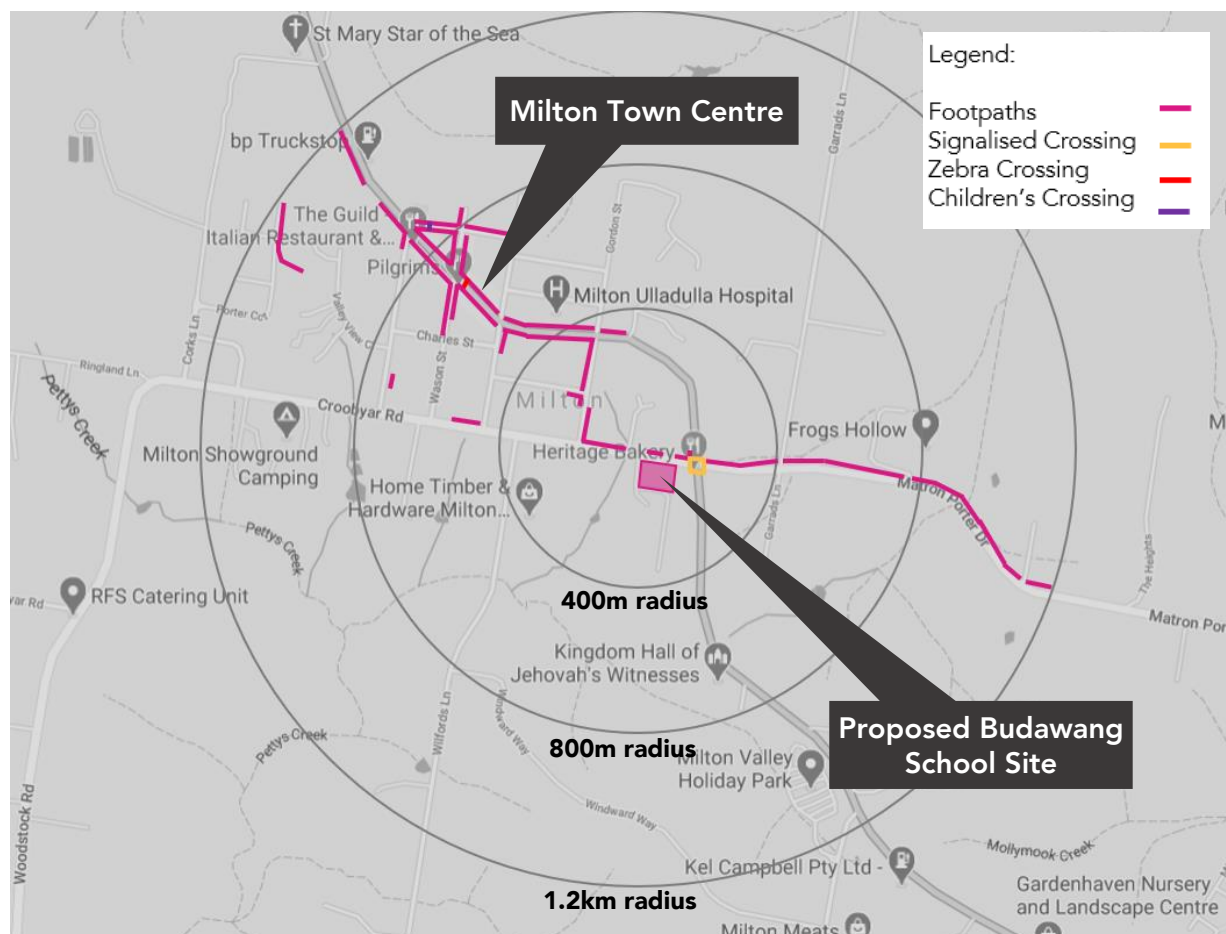 St Mary Star of the Sea
Legend:
Footpaths
Signalised Crossing
Zebra Crossing
Children's Crossing
Milton Town Centre
bp Truckstop
Garrads Ln
The Guild
Italian Restaurant &...
Gordon St
Pilgrims
Milton Ulladulla Hospital
Porter Cct
Valley View C
Corks Ln
Charles St
Wason St
Ringland Ln
Pettys Creek
Croobyar Rd
Milton
Milton Showground
Camping
Heritage Bakery
Frogs Hollow
Home Timber &
Hardware Milton...
Garrads Ln
Matron Porter Dr
Pettys Creek
The Heights
RFS Catering Unit
ar Rd
400m radius
Matron Por
Kingdom Hall of
Jehovah's Witnesses
Wilfords Ln
Windward Way
Proposed Budawang
School Site
Pettys Creek
800m radius
Milton Valley
Holiday Park
Woodstock Rd
Windward Way
Mollymook Creek
Kel Campbell Pty Ltd -
Gardenhaven Nursery
and Landscape Centre
1.2km radius
Milton Meats